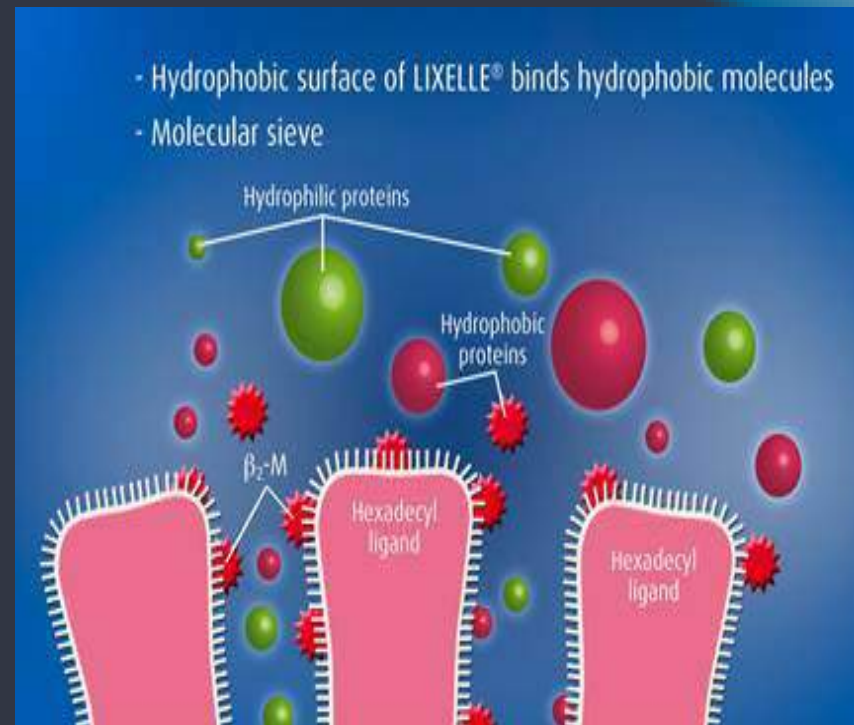 - Hydrophobic surface of LIXELLE® binds hydrophobic molecules
- Molecular sieve
Hydrophilic proteins
Hydrophobic
proteins
β₂-M
Hexadecyl
ligand
Hexadecyl
ligand